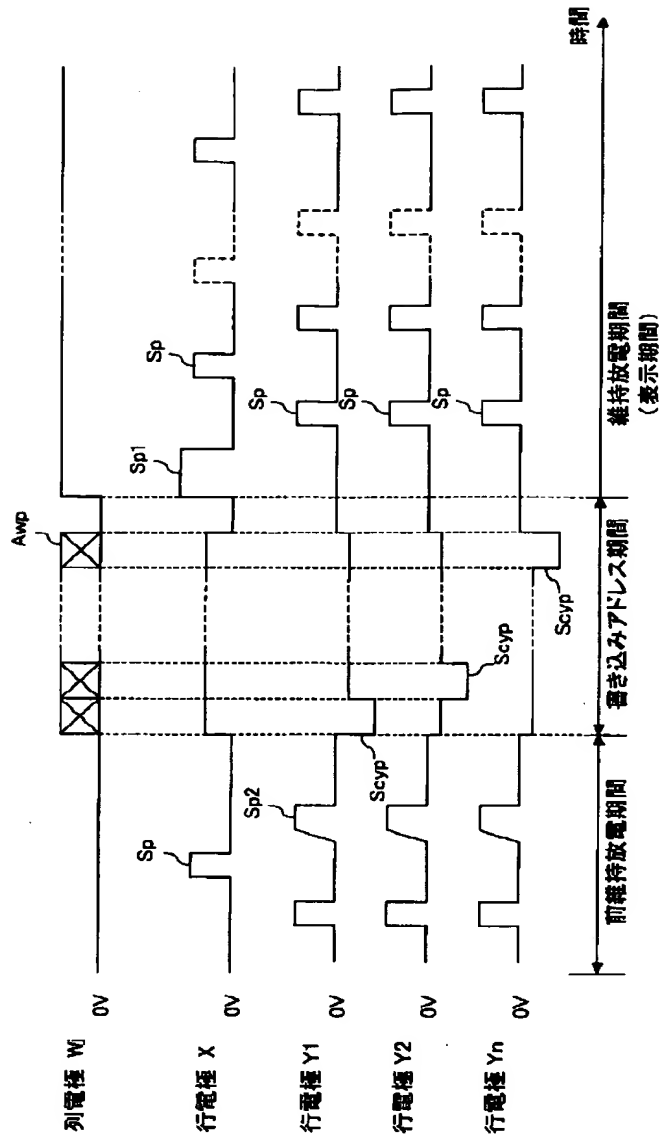 列電極 Wj
0V
Awp
行電極 X
0V
Sp
Sp1
Sp
行電極 Y1
0V
Sp2
Scyp
Sp
行電極 Y2
0V
Scyp
Sp
行電極 Yn
0V
Scyp
Sp
前維持放電期間
書き込みアドレス期間
維持放電期間
(表示期間)
時間